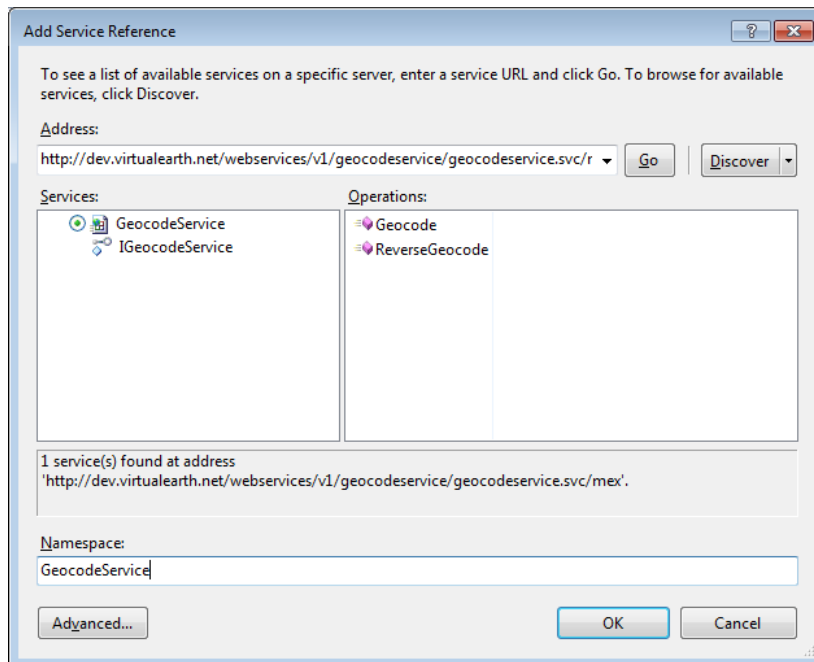 Add Service Reference
To see a list of available services on a specific server, enter a service URL and click Go. To browse for available
services, click Discover.
Address:
http://dev.virtualearth.net/webservices/v1/geocodeservice/geocodeservice.svc/r
Go
Discover
Services:
Operations:
GeocodeService
IGeocodeService
Geocode
ReverseGeocode
1 service(s) found at address
'http://dev.virtualearth.net/webservices/v1/geocodeservice/geocodeservice.svc/mex'.
Namespace:
GeocodeService
Advanced...
OK
Cancel